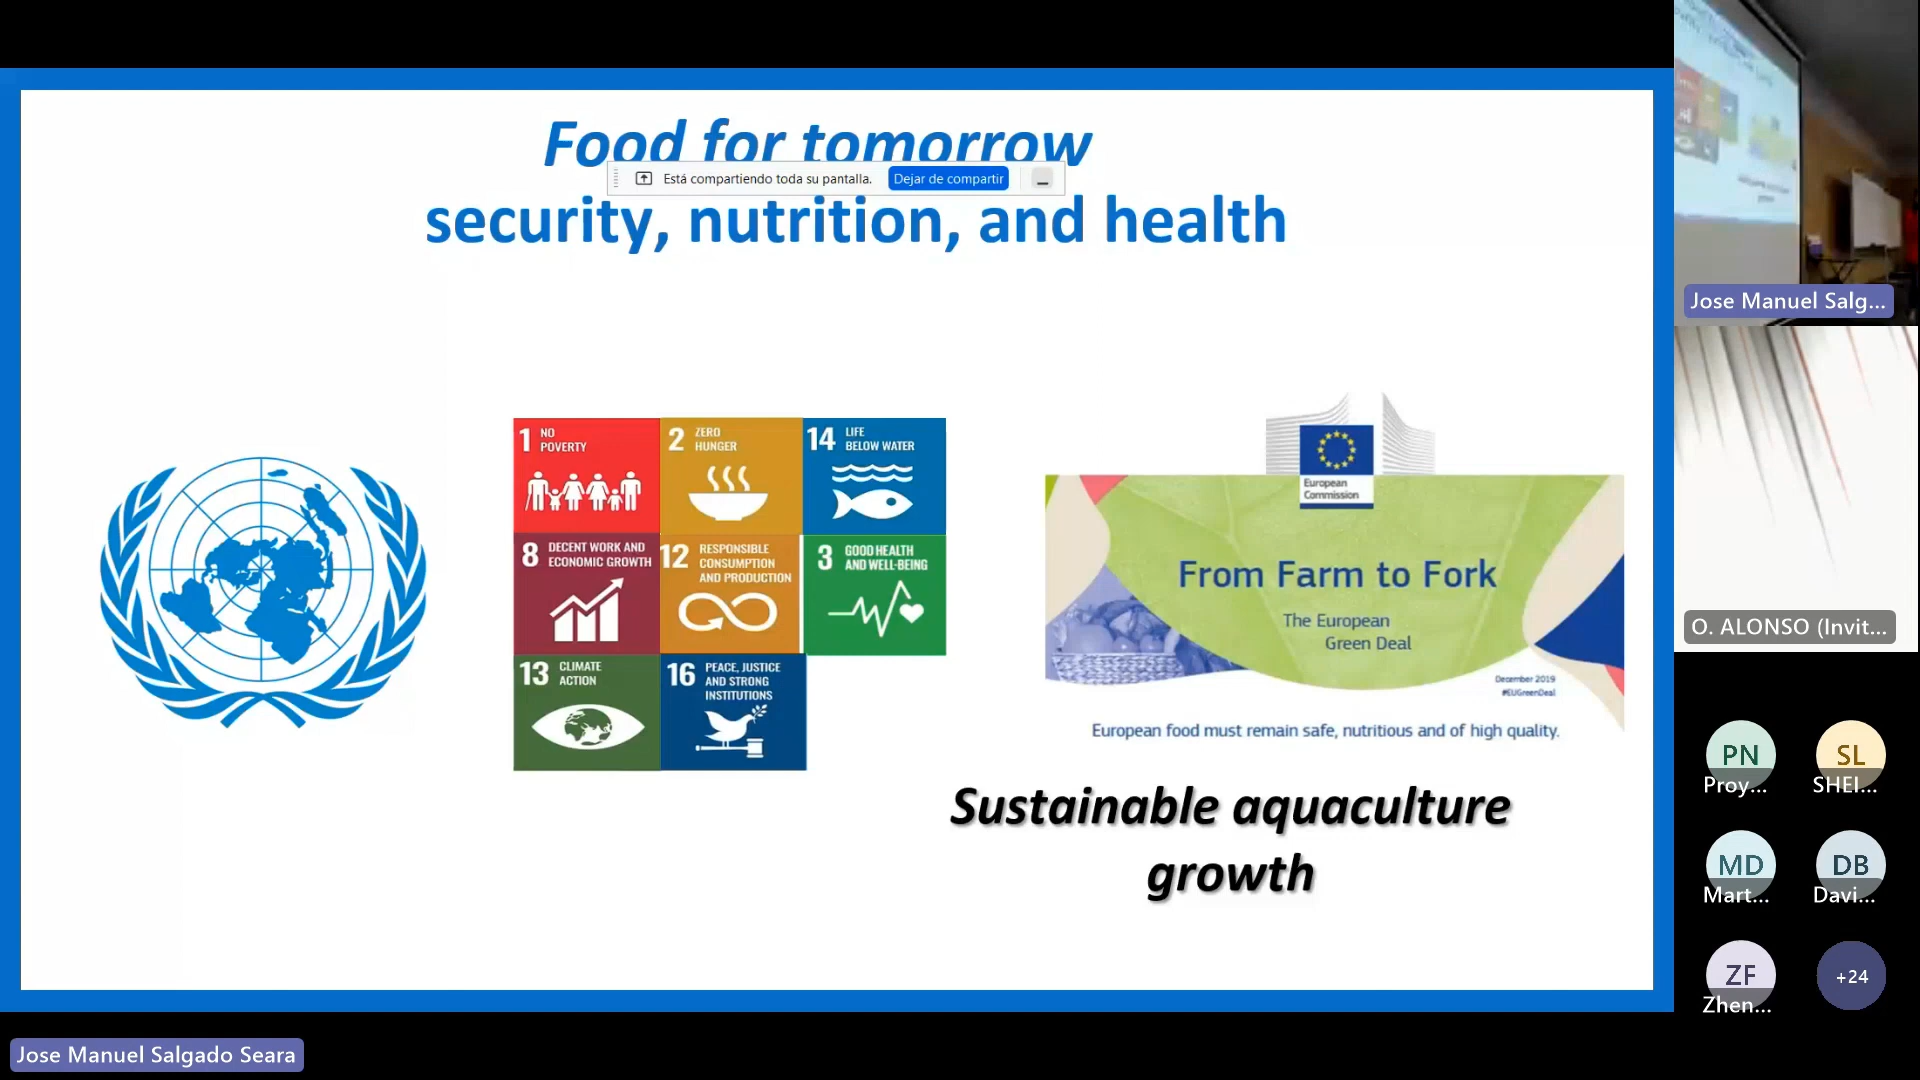 Food for tomorrow
Está compartiendo toda su pantalla. Dejar de compartir
security, nutrition, and health
1 NO
POVERTY
2 ZERO
HUNGER
14 LIFE
BELOW WATER
8 DECENT WORK AND
ECONOMIC GROWTH
12 RESPONSIBLE
CONSUMPTION
AND PRODUCTION
3 GOOD HEALTH
AND WELL-BEING
13 CLIMATE
ACTION
16 PEACE, JUSTICE
AND STRONG
INSTITUTIONS
European
Commission
From Farm to Fork
The European
Green Deal
December 2019
#EUGreenDeal
European food must remain safe, nutritious and of high quality.
Sustainable aquaculture
growth
Jose Manuel Salg...
O. ALONSO (Invit...
PN
Proy...
SL
SHEI...
MD
Mart...
DB
Davi...
ZF
Zhen...
+24
Jose Manuel Salgado Seara